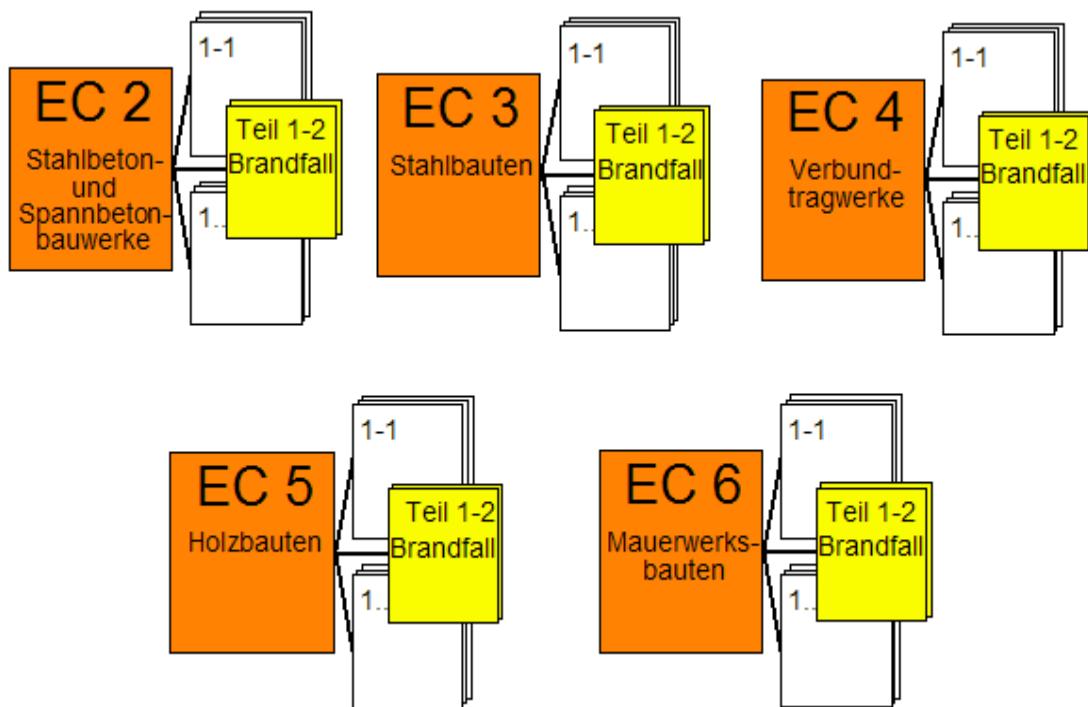 EC 2
Stahlbeton-
und
Spannbeton-
bauwerke
1-1
Teil 1-2
Brandfall
1..
EC 3
Stahlbauten
1-1
Teil 1-2
Brandfall
1..
EC 4
Verbund-
tragwerke
1-1
Teil 1-2
Brandfall
1..
EC 5
Holzbauten
1-1
Teil 1-2
Brandfall
1..
EC 6
Mauerwerks-
bauten
1-1
Teil 1-2
Brandfall
1..